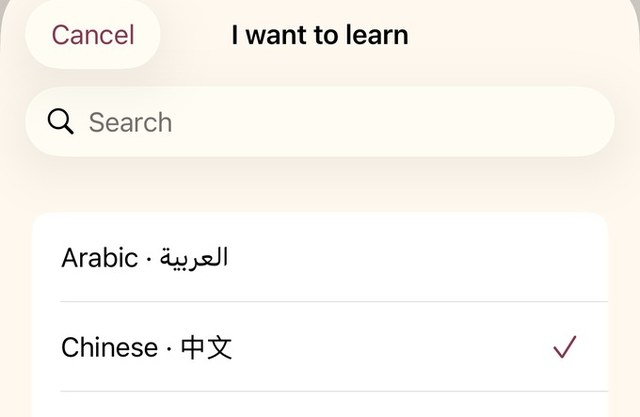 Cancel
I want to learn
Search
Arabic · العربية
Chinese · 中文